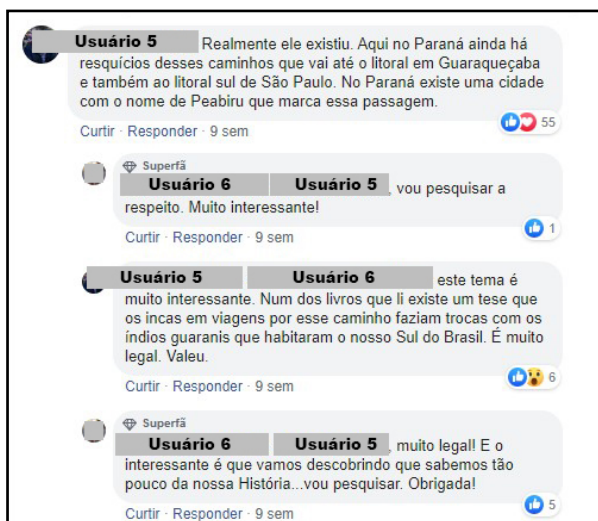 Usuário 5 Realmente ele existiu. Aqui no Paraná ainda há
resquícios desses caminhos que vai até o litoral em Guaraqueçaba
e também ao litoral sul de São Paulo. No Paraná existe uma cidade
com o nome de Peabiru que marca essa passagem.
Curtir · Responder · 9 sem
55
Superfã
Usuário 6 Usuário 5, vou pesquisar a
respeito. Muito interessante!
1
Curtir · Responder · 9 sem
Usuário 5 Usuário 6 este tema é
muito interessante. Num dos livros que li existe um tese que
os incas em viagens por esse caminho faziam trocas com os
índios guaranis que habitaram o nosso Sul do Brasil. É muito
legal. Valeu.
6
Curtir · Responder · 9 sem
Superfã
Usuário 6 Usuário 5, muito legal! E o
interessante é que vamos descobrindo que sabemos tão
pouco da nossa História...vou pesquisar. Obrigada!
5
Curtir · Responder · 9 sem